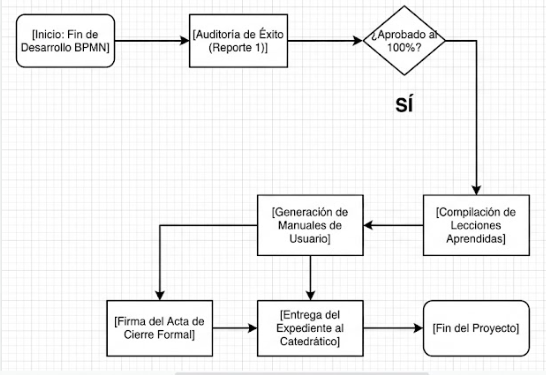 [Inicio: Fin de
Desarrollo BPMN]
[Auditoría de Éxito
(Reporte 1)]
¿Aprobado al
100%?
SÍ
[Generación de
Manuales de
Usuario]
[Compilación de
Lecciones
Aprendidas]
[Firma del Acta de
Cierre Formal]
[Entrega del
Expediente al
Catedrático]
[Fin del Proyecto]